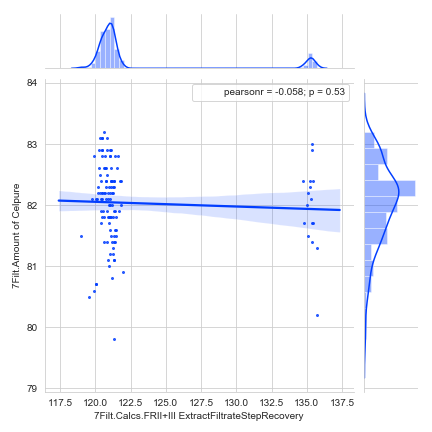 pearsonr = -0.058; p = 0.53
84
83
82
81
80
79
7Filt.Amount of Celpure
117.5 120.0 122.5 125.0 127.5 130.0 132.5 135.0 137.5
7Filt.Calcs.FRII+III ExtractFiltrateStepRecovery